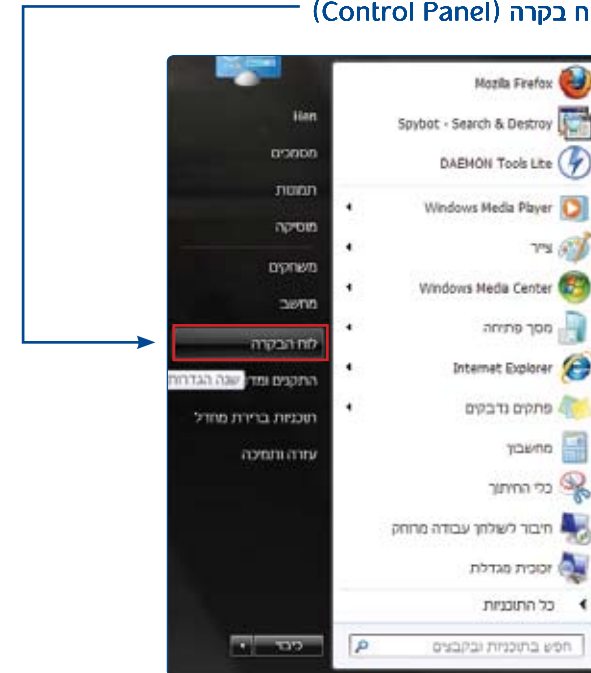 ח בקרה (Control Panel)
Mozilla Firefox
Spybot - Search & Destroy
DAEMON Tools Lite
Windows Media Player
צייר
Windows Media Center
מסך פתיחה
Internet Explorer
פתקים נדבקים
מחשבון
כלי החיתוך
חיבור לשולחן עבודה מרוחק
זכוכית מגדלת
כל התוכניות
חפש בתוכניות ובקבצים
מסמכים
תמונות
מוסיקה
משחקים
מחשב
לוח הבקרה
התקנים ומד
שנה הגדרות
תוכניות ברירת מחדל
עזרה ותמיכה
כיבוי